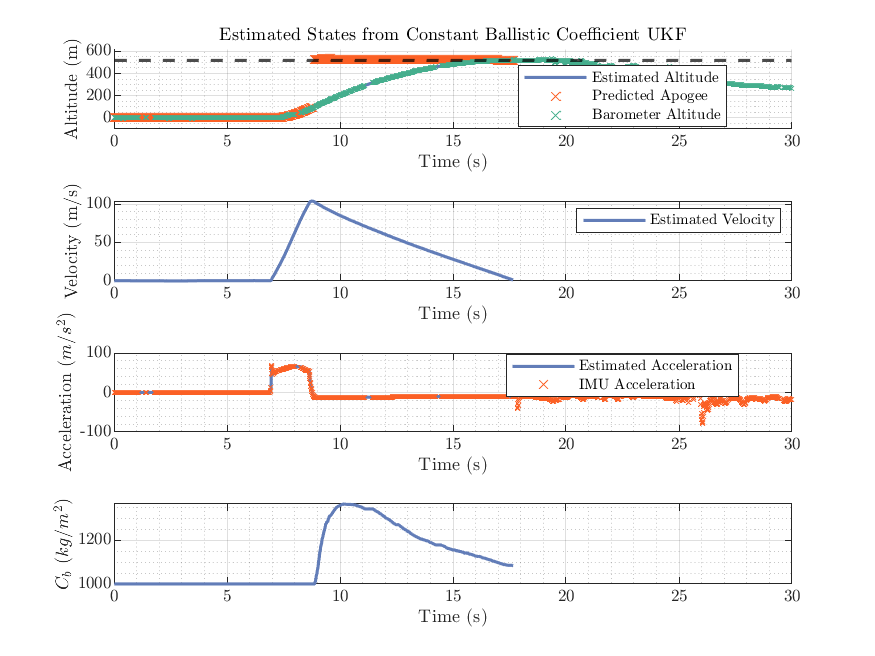 Estimated States from Constant Ballistic Coefficient UKF
Altitude (m)
600
400
200
0
Estimated Altitude
Predicted Apogee
Barometer Altitude
0 5 10 15 20 25 30
Time (s)
Velocity (m/s)
100
50
0
Estimated Velocity
0 5 10 15 20 25 30
Time (s)
Acceleration (m/s²)
100
0
-100
Estimated Acceleration
IMU Acceleration
0 5 10 15 20 25 30
Time (s)
C_b (kg/m²)
1200
1000
0 5 10 15 20 25 30
Time (s)